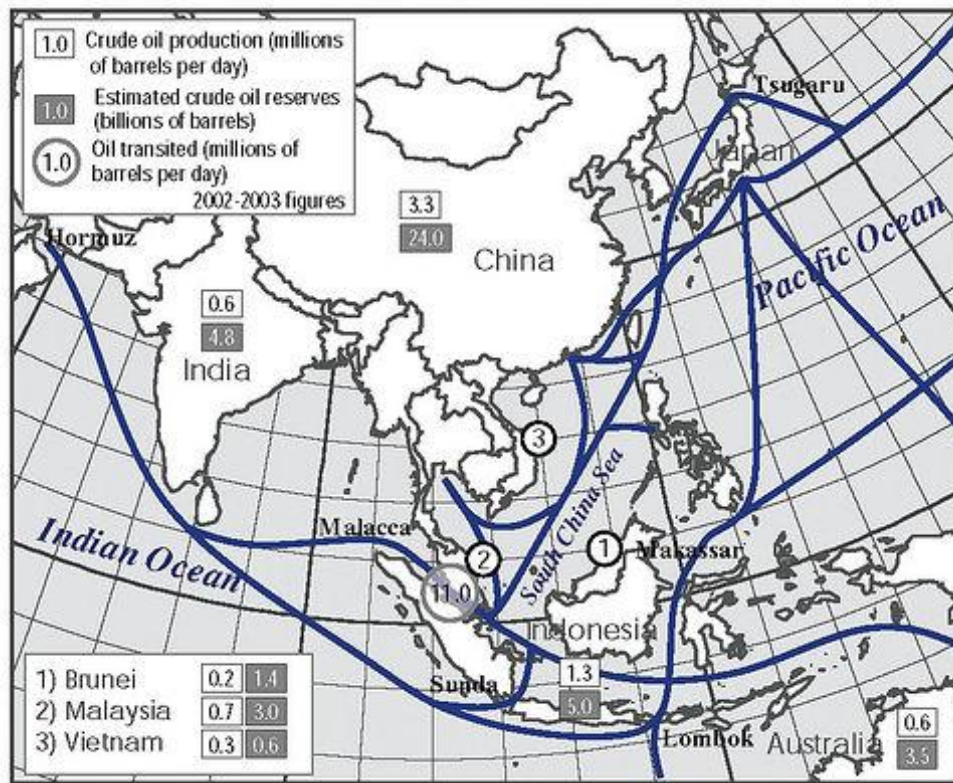 1.0 Crude oil production (millions
of barrels per day)
1.0 Estimated crude oil reserves
(billions of barrels)
1.0 Oil transited (millions of
barrels per day)
2002-2003 figures
Tsugaru
Japan
Hormuz
3.3
24.0
China
Pacific Ocean
0.6
4.8
India
3
Malacca
South China Sea
Indian Ocean
2
1
Makassar
11.0
Indonesia
1.3
5.0
Sunda
Lombok
Australia
0.6
3.5
1) Brunei 0.2 1.4
2) Malaysia 0.7 3.0
3) Vietnam 0.3 0.6